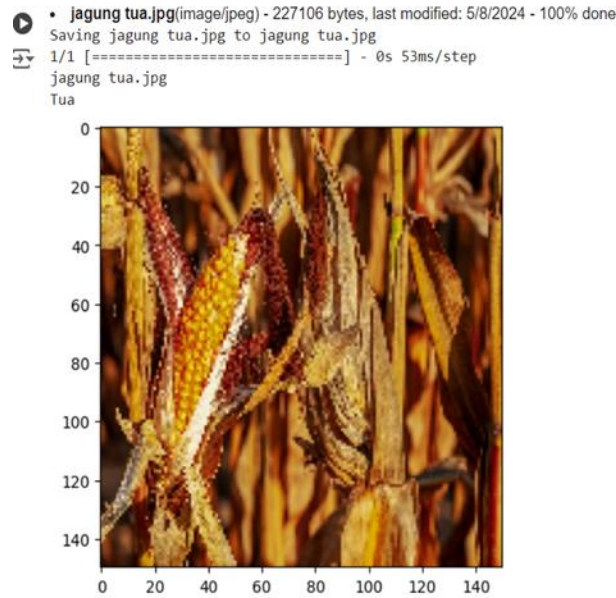 jagung tua.jpg(image/jpeg) - 227106 bytes, last modified: 5/8/2024 - 100% done
Saving jagung tua.jpg to jagung tua.jpg
1/1 [==============================] - 0s 53ms/step
jagung tua.jpg
Tua
0
20
40
60
80
100
120
140
0 20 40 60 80 100 120 140